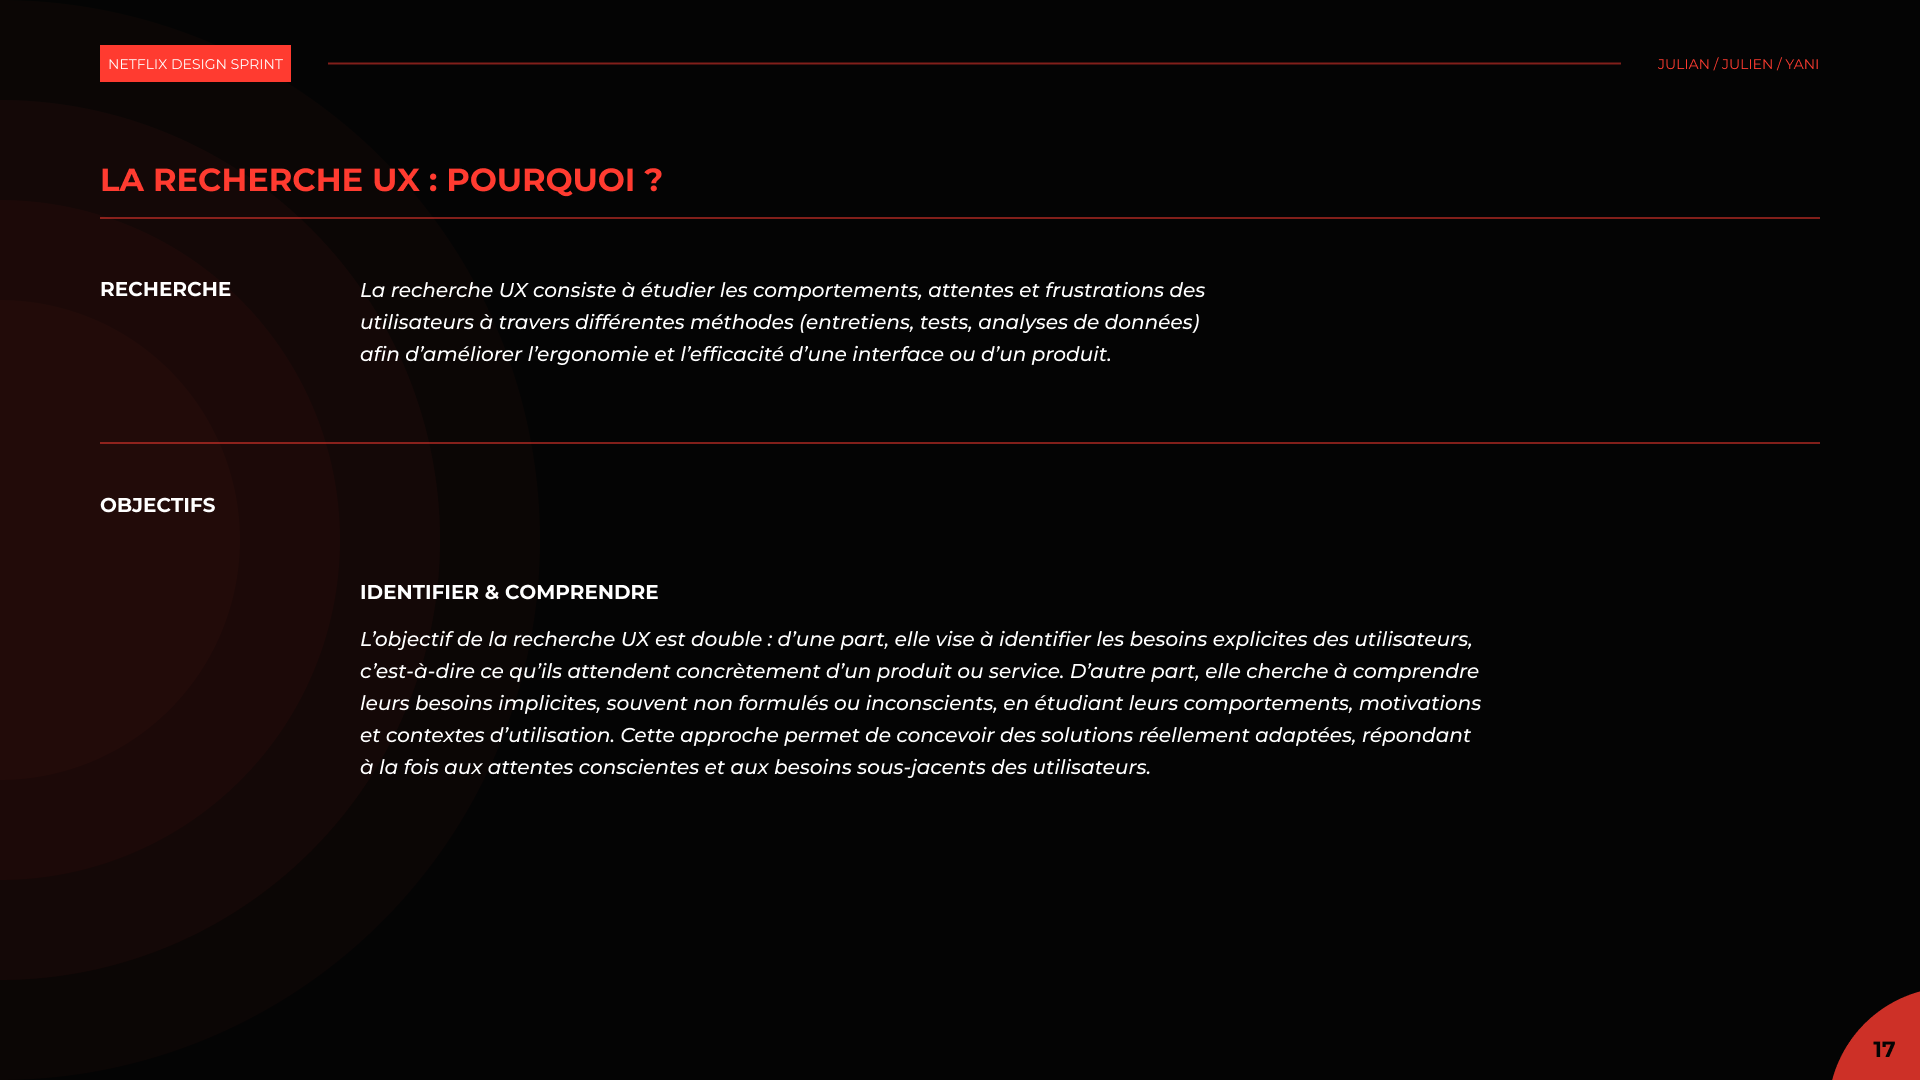 NETFLIX DESIGN SPRINT
JULIAN / JULIEN / YANI
LA RECHERCHE UX : POURQUOI ?
RECHERCHE
La recherche UX consiste à étudier les comportements, attentes et frustrations des
utilisateurs à travers différentes méthodes (entretiens, tests, analyses de données)
afin d’améliorer l’ergonomie et l’efficacité d’une interface ou d’un produit.
OBJECTIFS
IDENTIFIER & COMPRENDRE
L’objectif de la recherche UX est double : d’une part, elle vise à identifier les besoins explicites des utilisateurs,
c’est-à-dire ce qu’ils attendent concrètement d’un produit ou service. D’autre part, elle cherche à comprendre
leurs besoins implicites, souvent non formulés ou inconscients, en étudiant leurs comportements, motivations
et contextes d’utilisation. Cette approche permet de concevoir des solutions réellement adaptées, répondant
à la fois aux attentes conscientes et aux besoins sous-jacents des utilisateurs.
17